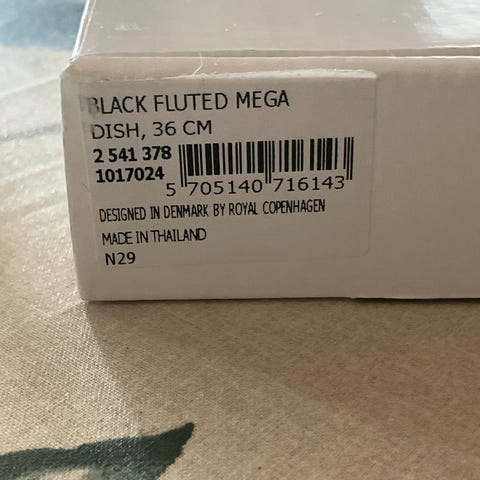 BLACK FLUTED MEGA
DISH, 36 CM
2 541 378
1017024
5 705140 716143
DESIGNED IN DENMARK BY ROYAL COPENHAGEN
MADE IN THAILAND
N29